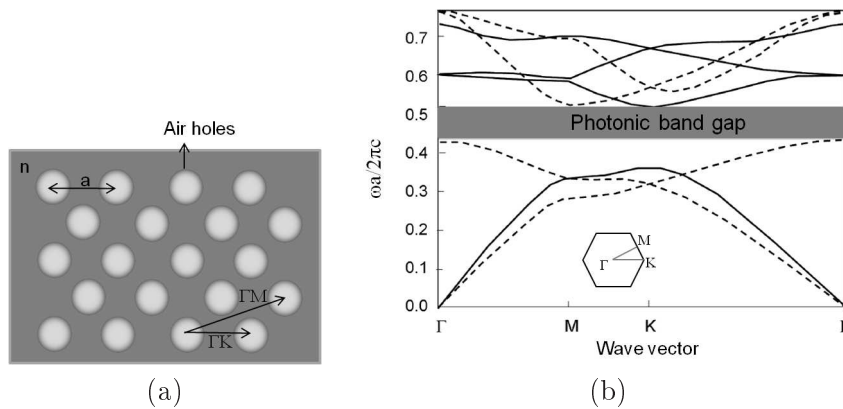 Air holes
n
a
ΓM
ΓK
(a)
ωa/2πc
0.7
0.6
0.5
0.4
0.3
0.2
0.1
0.0
Photonic band gap
M
Γ
K
Γ
M
K
Γ
Wave vector
(b)